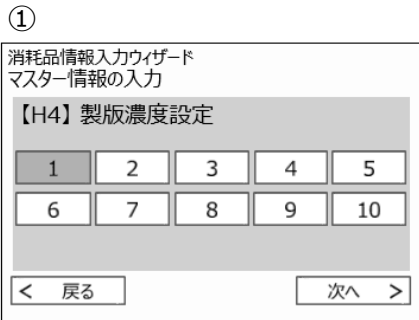 ①
消耗品情報入力ウィザード
マスター情報の入力
【H4】製版濃度設定
1 2 3 4 5
6 7 8 9 10
< 戻る 次へ >